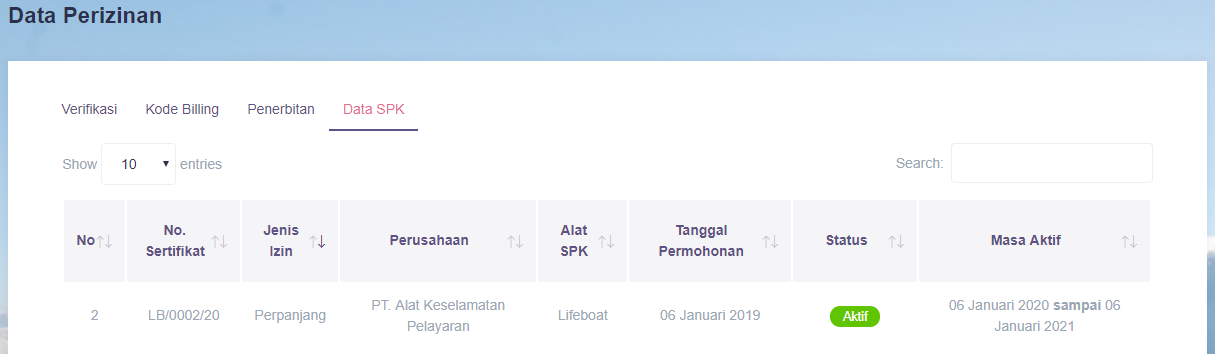 Data Perizinan
Verifikasi Kode Billing Penerbitan Data SPK
Show 10 entries Search:
No No. Sertifikat Jenis Izin Perusahaan Alat SPK Tanggal Permohonan Status Masa Aktif
2 LB/0002/20 Perpanjang PT. Alat Keselamatan Pelayaran Lifeboat 06 Januari 2019 Aktif 06 Januari 2020 sampai 06 Januari 2021